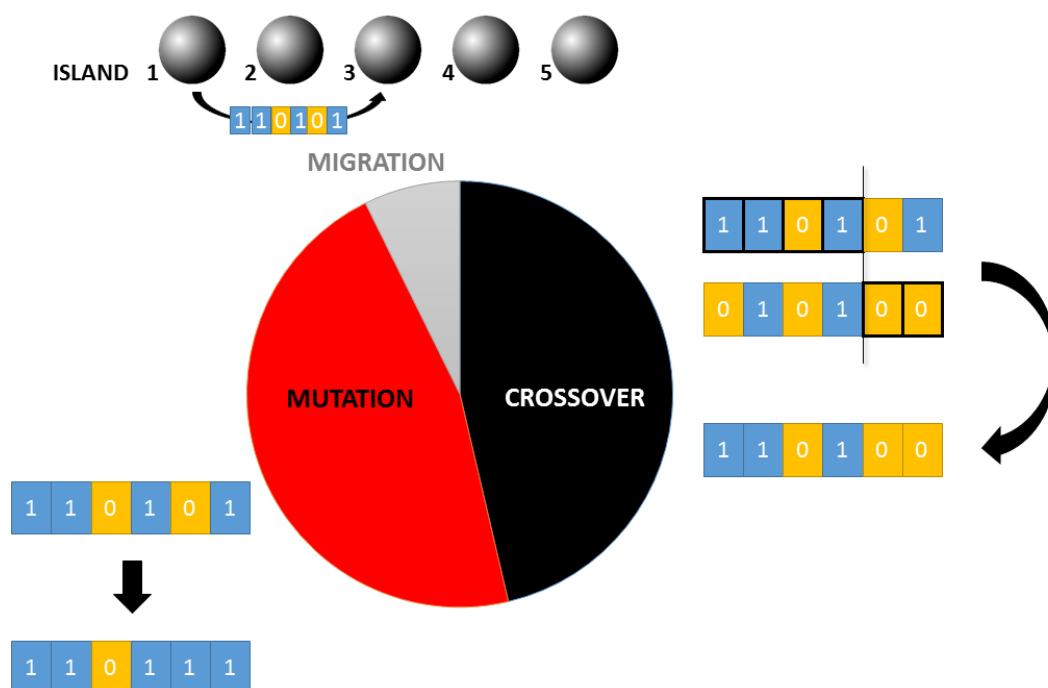 ISLAND 1 2 3 4 5
1 1 0 1 0 1
MIGRATION
1 1 0 1 0 1
0 1 0 1 0 0
MUTATION CROSSOVER
1 1 0 1 0 0
1 1 0 1 0 1
1 1 0 1 1 1